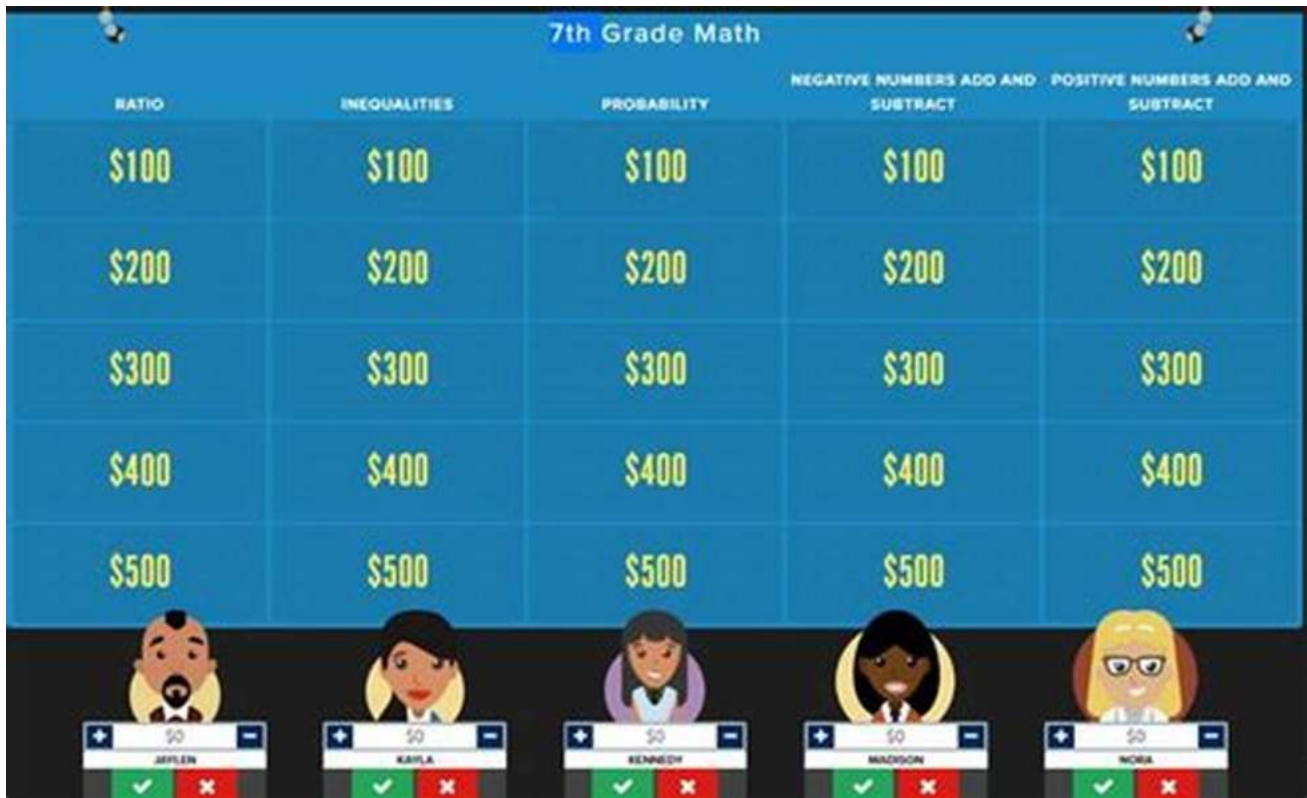 7th Grade Math
NEGATIVE NUMBERS ADD AND POSITIVE NUMBERS ADD AND
RATIO INEQUALITIES PROBABILITY SUBTRACT SUBTRACT
$100 $100 $100 $100 $100
$200 $200 $200 $200 $200
$300 $300 $300 $300 $300
$400 $400 $400 $400 $400
$500 $500 $500 $500 $500
+ $0 − + $0 − + $0 − + $0 − + $0 −
JAYLEN KAYLA KENNEDY MADISON NORA